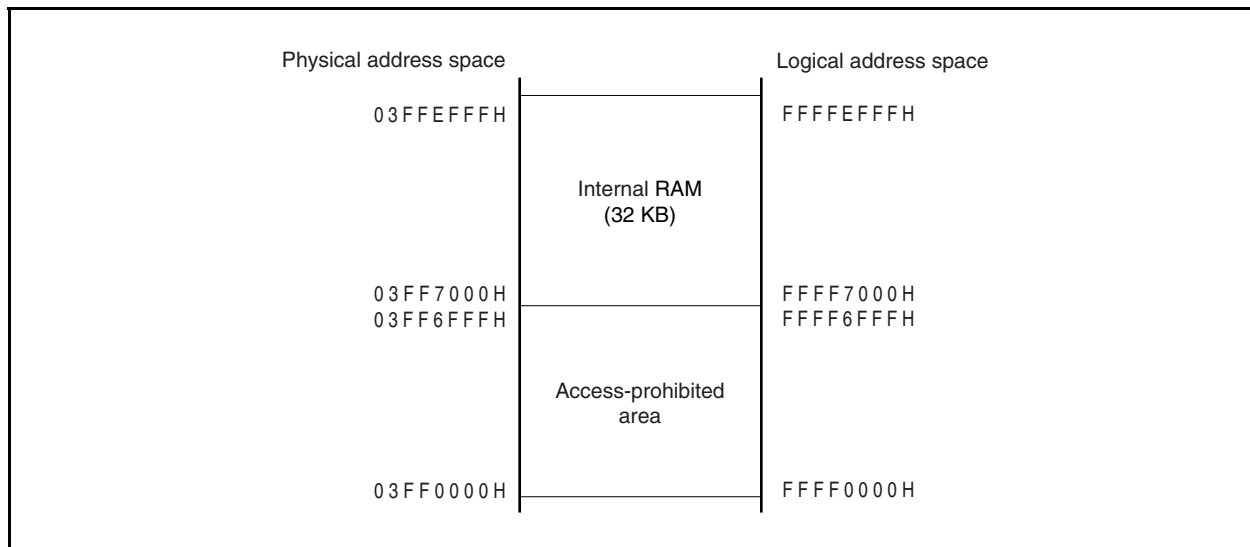 Physical address space
Logical address space
03FFEFFFH
FFFFEFFFH
Internal RAM
(32 KB)
03FF7000H
FFFF7000H
03FF6FFFH
FFFF6FFFH
Access-prohibited
area
03FF0000H
FFFF0000H